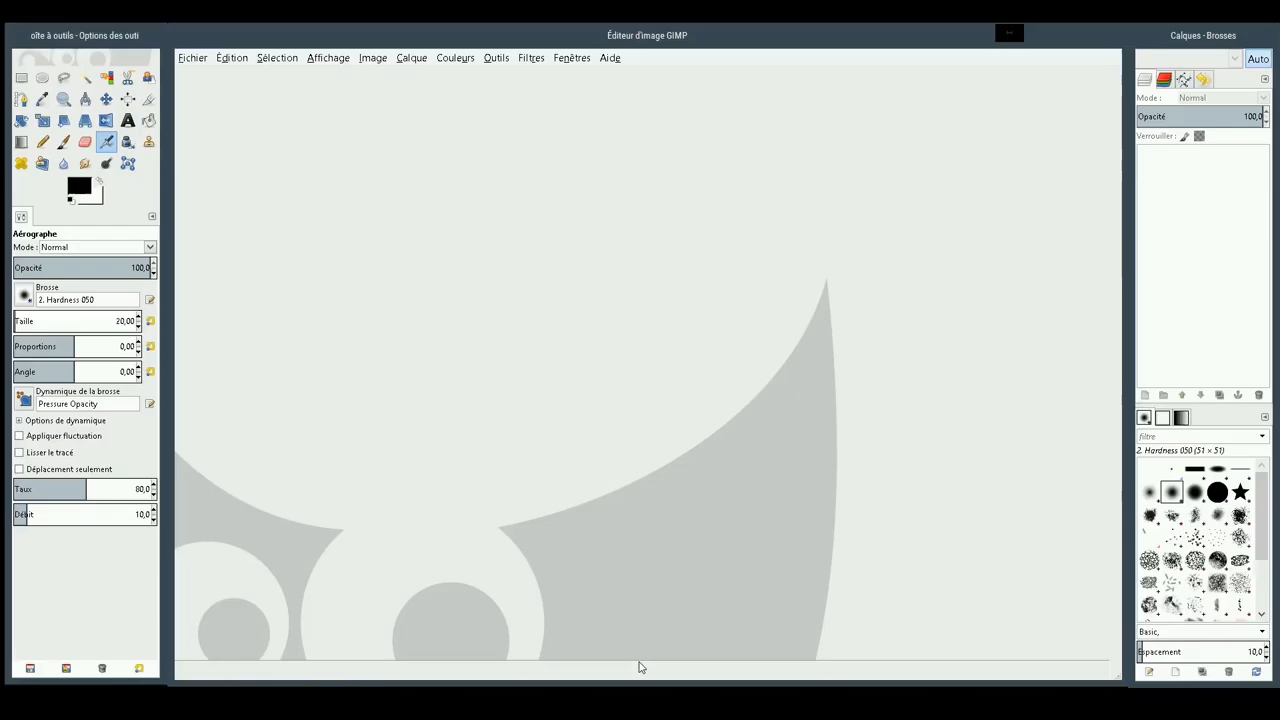 oîte à outils - Options des outi
Éditeur d'image GIMP
Calques - Brosses
Fichier Édition Sélection Affichage Image Calque Couleurs Outils Filtres Fenêtres Aide
Auto
Mode : Normal
Opacité 100,0
Verrouiller :
Aérographe
Mode : Normal
Opacité 100,0
Brosse
2. Hardness 050
Taille 20,00
Proportions 0,00
Angle 0,00
Dynamique de la brosse
Pressure Opacity
Options de dynamique
Appliquer fluctuation
Lisser le tracé
Déplacement seulement
Taux 80,0
Débit 10,0
filtre
2. Hardness 050 (51 × 51)
Basic,
Espacement 10,0